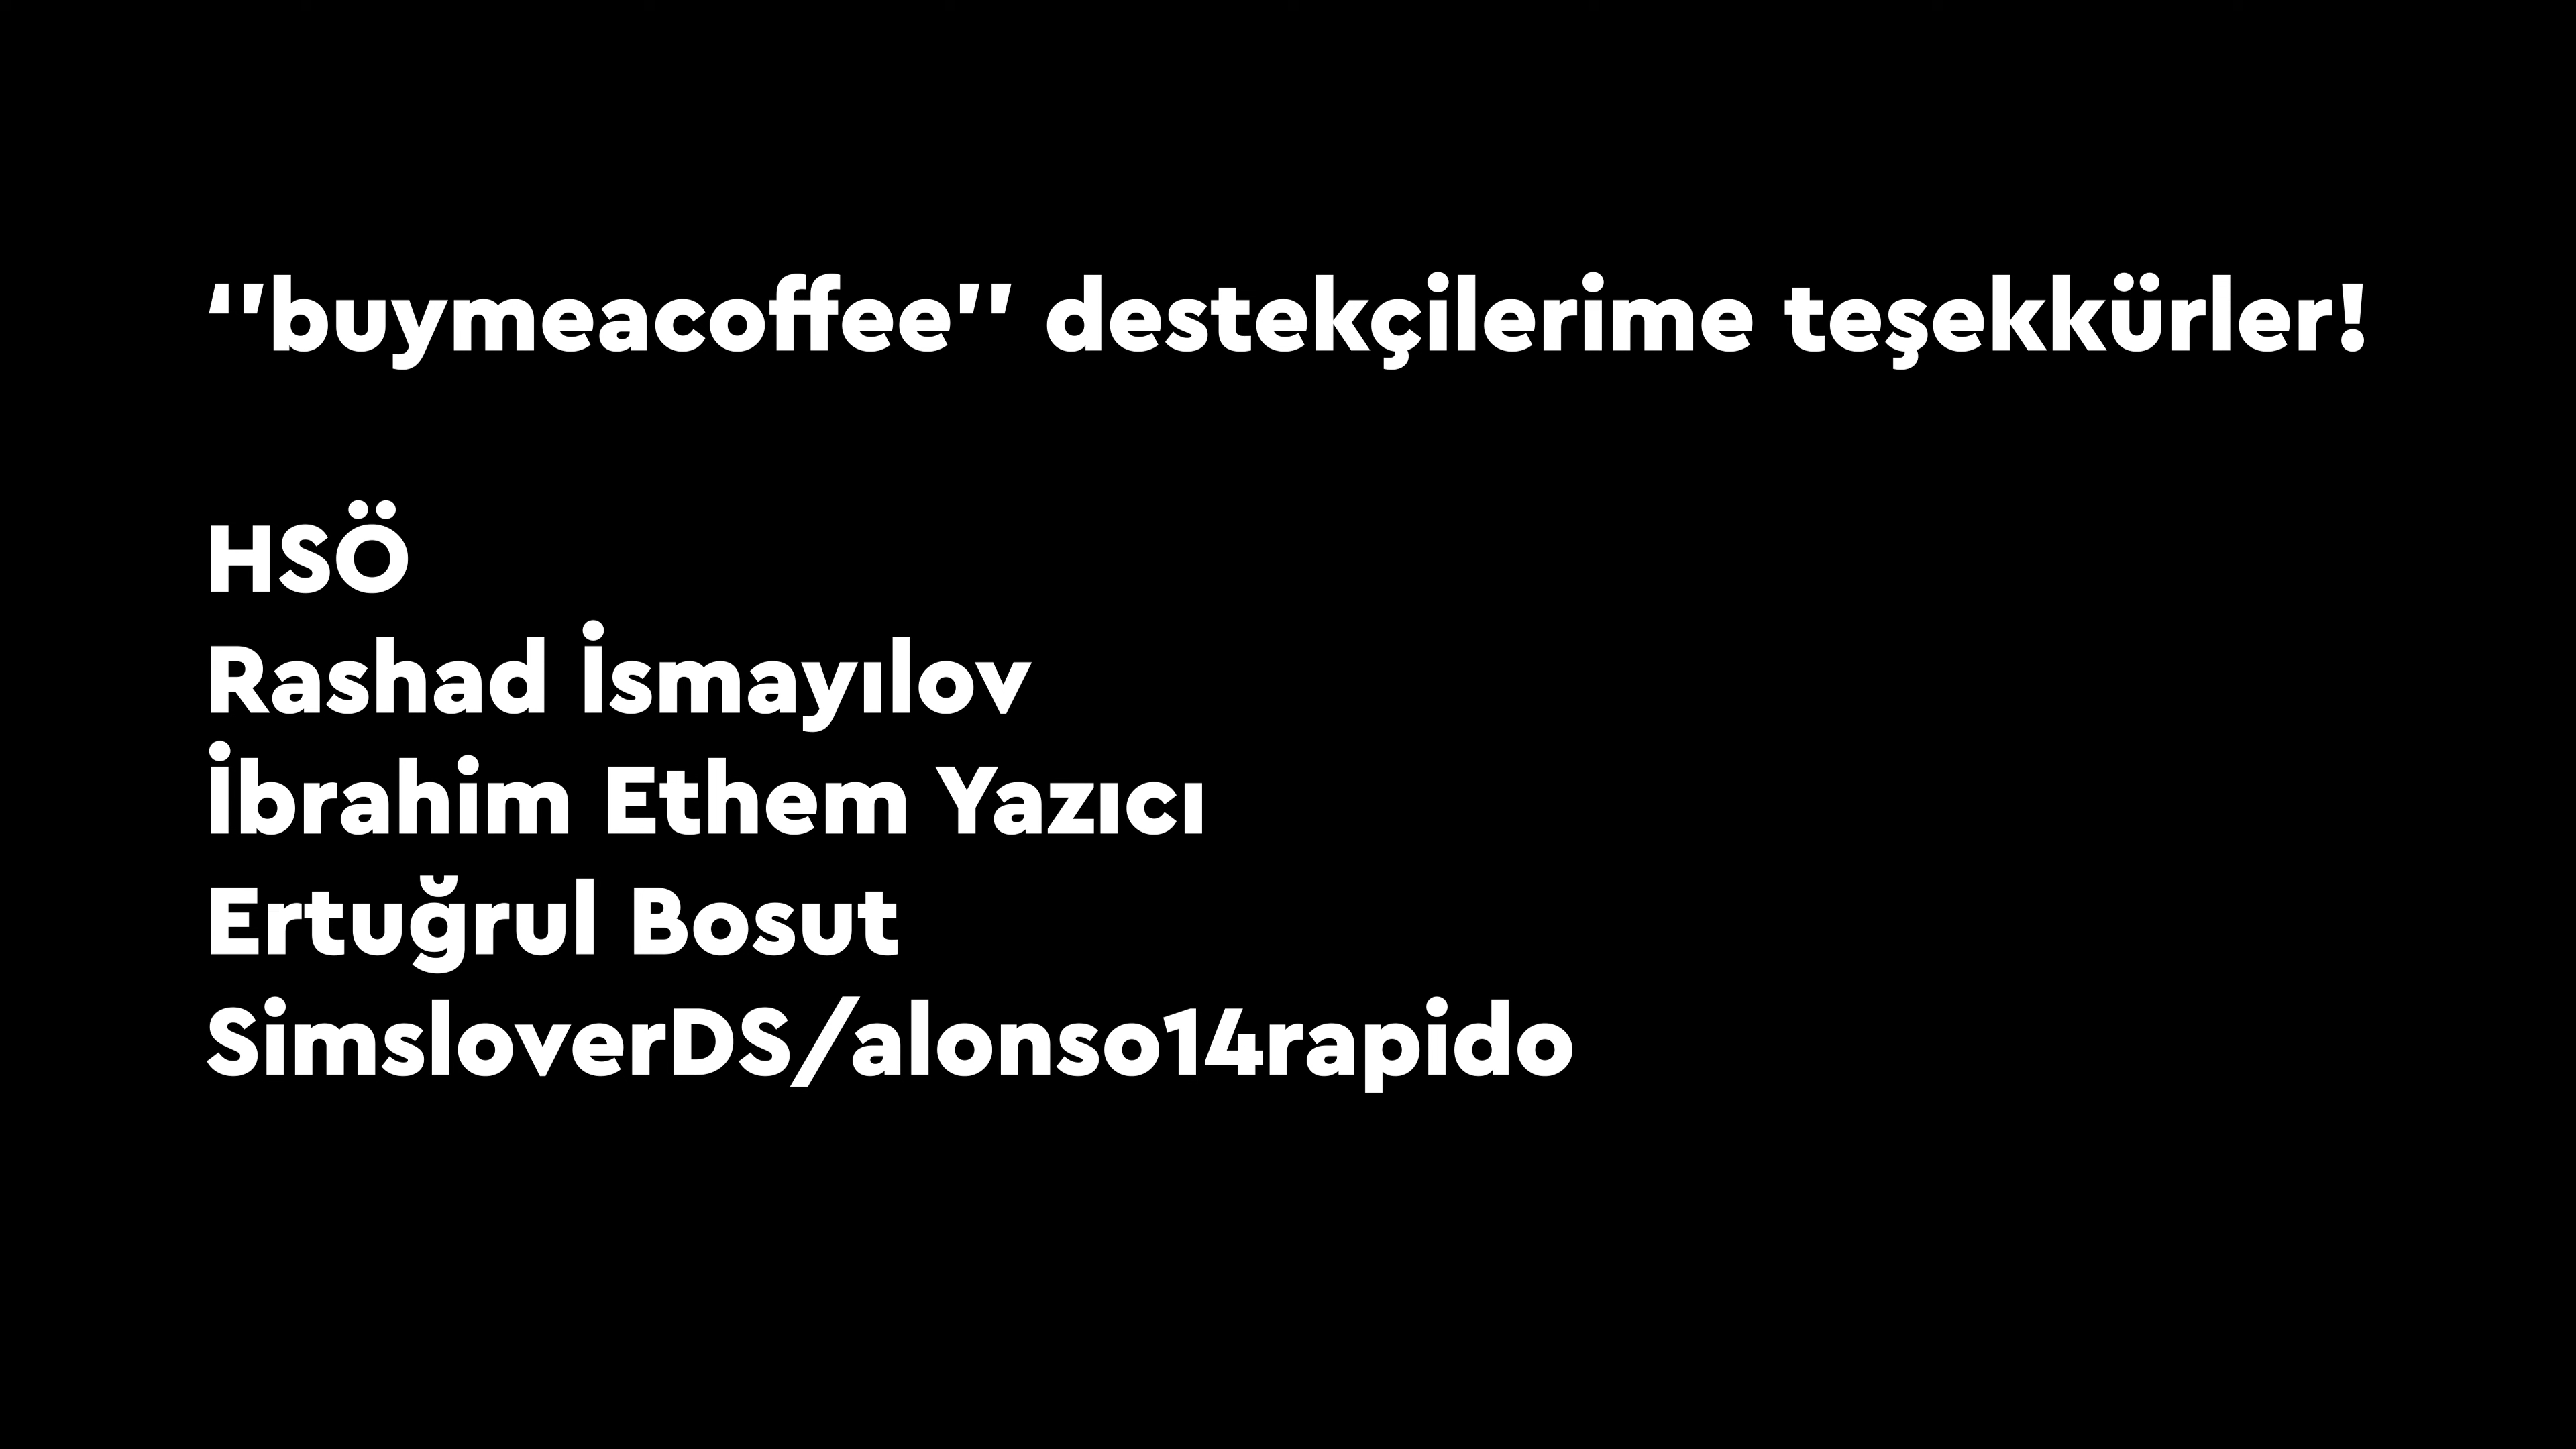 ‘’buymeacoffee’’ destekçilerime teşekkürler!
HSÖ
Rashad İsmayılov
İbrahim Ethem Yazıcı
Ertuğrul Bosut
SimsloverDS/alonso14rapido